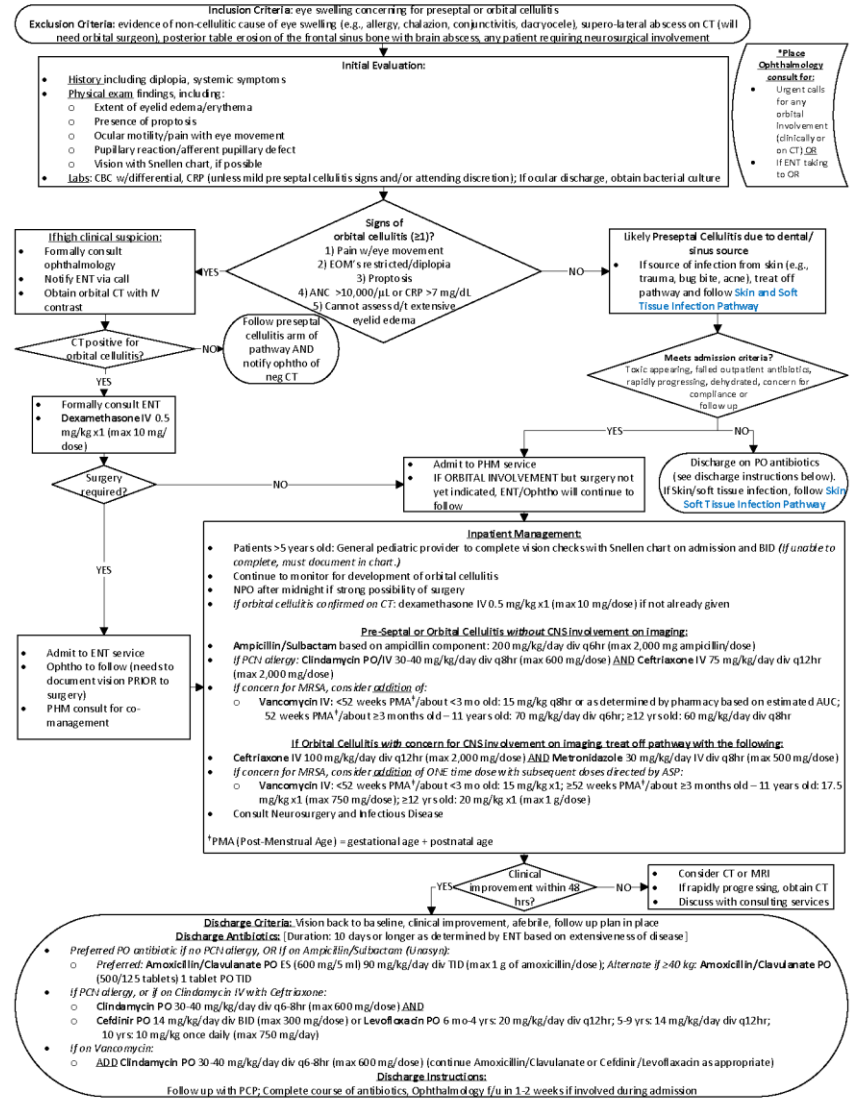 Inclusion Criteria: eye swelling concerning for preseptal or orbital cellulitis
Exclusion Criteria: evidence of non-cellulitic cause of eye swelling (e.g., allergy, chalazion, conjunctivitis, dacryocele), supero-lateral abscess on CT (will
need orbital surgeon), posterior table erosion of the frontal sinus bone with brain abscess, any patient requiring neurosurgical involvement
Initial Evaluation:
• History including diplopia, systemic symptoms
• Physical exam findings, including:
o Extent of eyelid edema/erythema
o Presence of proptosis
o Ocular motility/pain with eye movement
o Pupillary reaction/afferent pupillary defect
o Vision with Snellen chart, if possible
• Labs: CBC w/differential, CRP (unless mild preseptal cellulitis signs and/or attending discretion); If ocular discharge, obtain bacterial culture
*Place
Ophthalmology
consult for:
• Urgent calls
for any
orbital
involvement
(clinically or
on CT) OR
• If ENT taking
to OR
Signs of
orbital cellulitis (≥1)?
1) Pain w/eye movement
2) EOM's restricted/diplopia
3) Proptosis
4) ANC >10,000/µL or CRP >7 mg/dL
5) Cannot assess d/t extensive
eyelid edema
YES
NO
If high clinical suspicion:
• Formally consult
ophthalmology
• Notify ENT via call
• Obtain orbital CT with IV
contrast
Likely Preseptal Cellulitis due to dental/
sinus source
• If source of infection from skin (e.g.,
trauma, bug bite, acne), treat off
pathway and follow Skin and Soft
Tissue Infection Pathway
CT positive for
orbital cellulitis?
NO
Follow preseptal
cellulitis arm of
pathway AND
notify ophtho of
neg CT
YES
Meets admission criteria?
Toxic appearing, failed outpatient antibiotics,
rapidly progressing, dehydrated, concern for
compliance or
follow up
• Formally consult ENT
• Dexamethasone IV 0.5
mg/kg x1 (max 10 mg/
dose)
YES
NO
Surgery
required?
NO
• Admit to PHM service
• IF ORBITAL INVOLVEMENT but surgery not
yet indicated, ENT/Ophtho will continue to
follow
Discharge on PO antibiotics
(see discharge instructions below).
If Skin/soft tissue infection, follow Skin
Soft Tissue Infection Pathway
YES
• Admit to ENT service
• Ophtho to follow (needs to
document vision PRIOR to
surgery)
• PHM consult for co-
management
Inpatient Management:
• Patients >5 years old: General pediatric provider to complete vision checks with Snellen chart on admission and BID (If unable to
complete, must document in chart.)
• Continue to monitor for development of orbital cellulitis
• NPO after midnight if strong possibility of surgery
• If orbital cellulitis confirmed on CT: dexamethasone IV 0.5 mg/kg x1 (max 10 mg/dose) if not already given
Pre-Septal or Orbital Cellulitis without CNS involvement on imaging:
• Ampicillin/Sulbactam based on ampicillin component: 200 mg/kg/day div q6hr (max 2,000 mg ampicillin/dose)
• If PCN allergy: Clindamycin PO/IV 30-40 mg/kg/day div q8hr (max 600 mg/dose) AND Ceftriaxone IV 75 mg/kg/day div q12hr
(max 2,000 mg/dose)
• If concern for MRSA, consider addition of:
o Vancomycin IV: <52 weeks PMA†/about <3 mo old: 15 mg/kg q8hr or as determined by pharmacy based on estimated AUC;
52 weeks PMA†/about ≥3 months old – 11 years old: 70 mg/kg/day div q6hr; ≥12 yr old: 60 mg/kg/day div q8hr
If Orbital Cellulitis with concern for CNS involvement on imaging, treat off pathway with the following:
• Ceftriaxone IV 100 mg/kg/day div q12hr (max 2,000 mg/dose) AND Metronidazole 30 mg/kg/day IV div q8hr (max 500 mg/dose)
• If concern for MRSA, consider addition of ONE time dose with subsequent doses directed by ASP:
o Vancomycin IV: <52 weeks PMA†/about <3 mo old: 15 mg/kg x1; ≥52 weeks PMA†/about ≥3 months old – 11 years old: 17.5
mg/kg x1 (max 750 mg/dose); ≥12 yrs old: 20 mg/kg x1 (max 1 g/dose)
• Consult Neurosurgery and Infectious Disease
†PMA (Post-Menstrual Age) = gestational age + postnatal age
Clinical
improvement within 48
hrs?
YES
NO
• Consider CT or MRI
• If rapidly progressing, obtain CT
• Discuss with consulting services
Discharge Criteria: Vision back to baseline, clinical improvement, afebrile, follow up plan in place
Discharge Antibiotics: [Duration: 10 days or longer as determined by ENT based on extensiveness of disease]
• Preferred PO antibiotic if no PCN allergy, OR if on Ampicillin/Sulbactam (Unasyn):
o Preferred: Amoxicillin/Clavulanate PO ES (600 mg/5 ml) 90 mg/kg/day div TID (max 1 g of amoxicillin/dose); Alternate if ≥40 kg: Amoxicillin/Clavulanate PO
(500/125 tablets) 1 tablet PO TID
• If PCN allergy, or if on Clindamycin IV with Ceftriaxone:
o Clindamycin PO 30-40 mg/kg/day div q6-8hr (max 600 mg/dose) AND
o Cefdinir PO 14 mg/kg/day div BID (max 300 mg/dose) or Levofloxacin PO 6 mo-4 yrs: 20 mg/kg/day div q12hr; 5-9 yrs: 14 mg/kg/day div q12hr;
10 yrs: 10 mg/kg once daily (max 750 mg/day)
• If on Vancomycin:
o ADD Clindamycin PO 30-40 mg/kg/day div q6-8hr (max 600 mg/dose) (continue Amoxicillin/Clavulanate or Cefdinir/Levoflaxacin as appropriate)
Discharge Instructions:
Follow up with PCP; Complete course of antibiotics, Ophthalmology f/u in 1-2 weeks if involved during admission